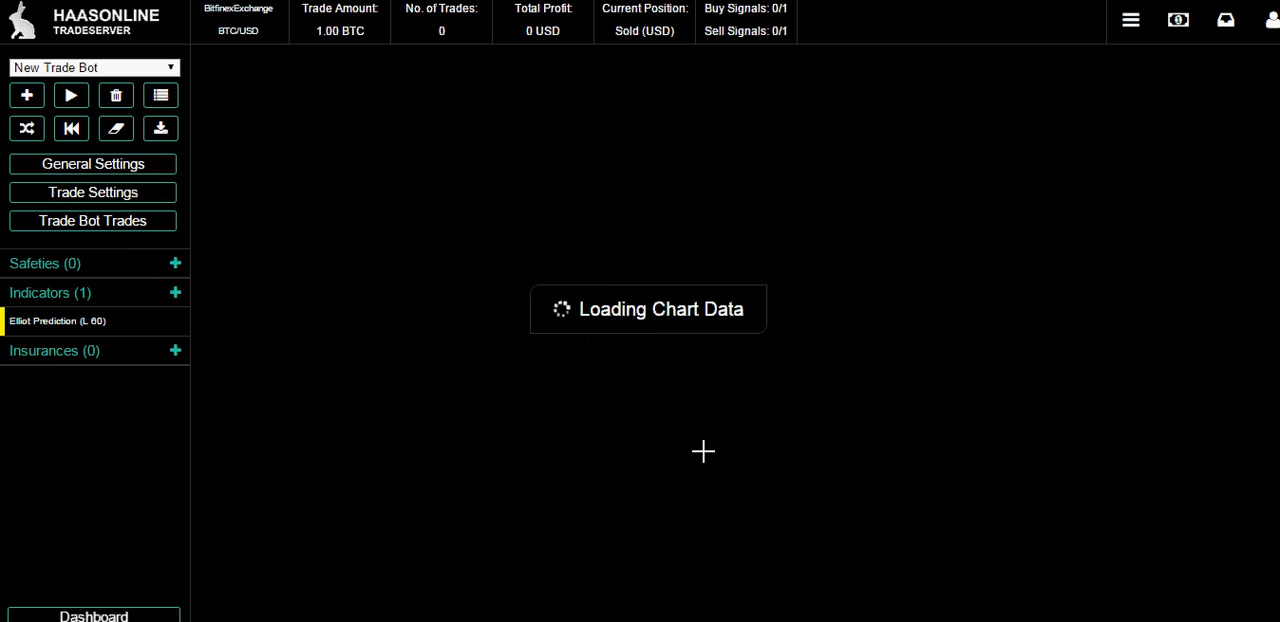 HAASONLINE
TRADESERVER
BitfinexExchange
BTC/USD
Trade Amount:
1.00 BTC
No. of Trades:
0
Total Profit:
0 USD
Current Position:
Sold (USD)
Buy Signals: 0/1
Sell Signals: 0/1
New Trade Bot
General Settings
Trade Settings
Trade Bot Trades
Safeties (0)
Indicators (1)
Elliot Prediction (L 60)
Insurances (0)
Loading Chart Data
Dashboard